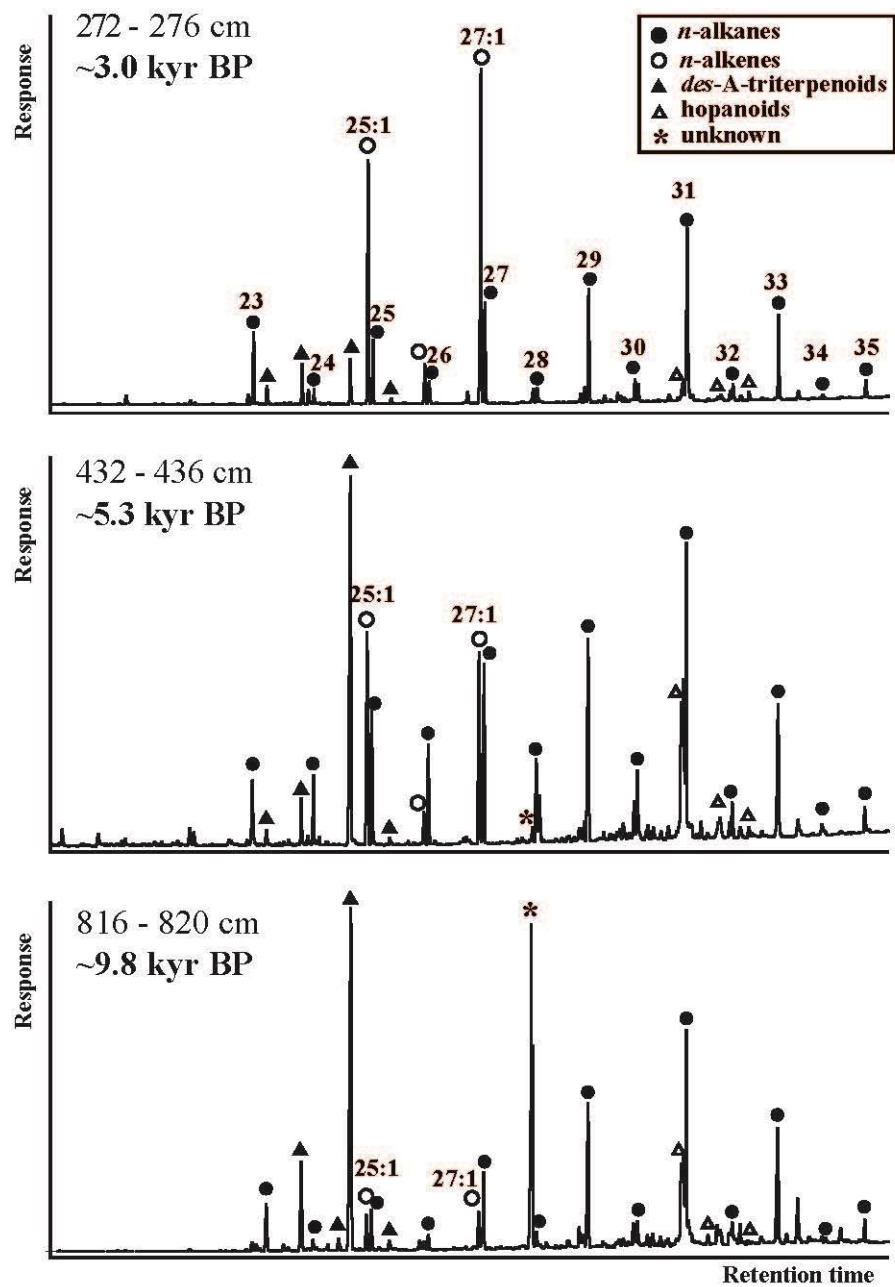 272 - 276 cm
~3.0 kyr BP
Response
● n-alkanes
○ n-alkenes
▲ des-A-triterpenoids
△ hopanoids
* unknown
27:1
25:1
31
23
24
25
26
27
28
29
30
32
33
34
35
432 - 436 cm
~5.3 kyr BP
Response
25:1
27:1
*
816 - 820 cm
~9.8 kyr BP
Response
*
25:1
27:1
Retention time